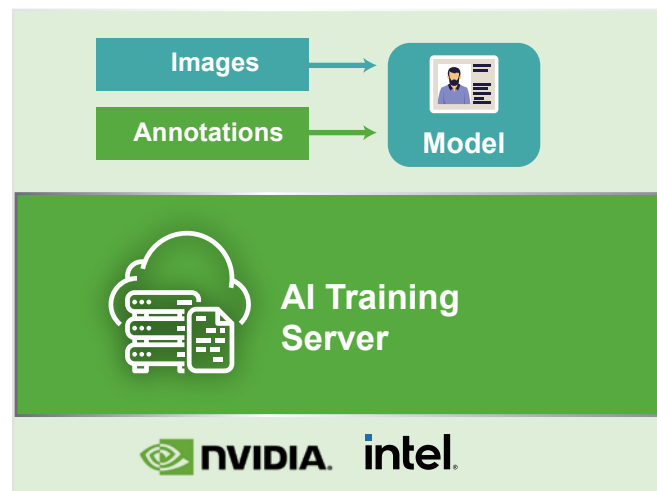 Images
Annotations
Model
AI Training
Server
NVIDIA.
intel.